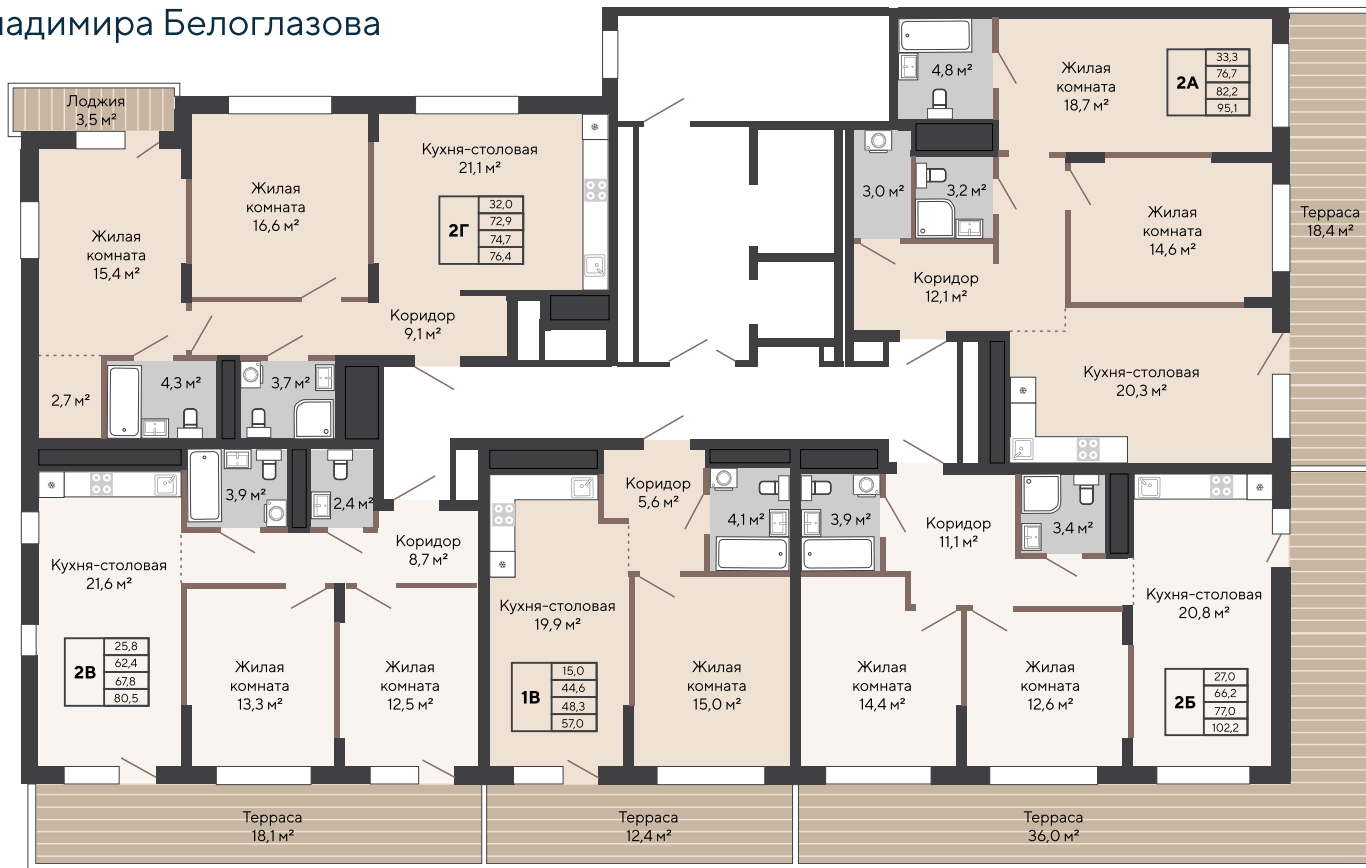 ладимира Белоглазова
Лоджия
3,5 м²
Жилая
комната
15,4 м²
2,7 м²
Жилая
комната
16,6 м²
Кухня-столовая
21,1 м²
2Г
32,0
72,9
74,7
76,4
Коридор
9,1 м²
4,3 м²
3,7 м²
4,8 м²
Жилая
комната
18,7 м²
2А
33,3
76,7
82,2
95,1
3,0 м²
3,2 м²
Жилая
комната
14,6 м²
Терраса
18,4 м²
Коридор
12,1 м²
Кухня-столовая
20,3 м²
3,9 м²
2,4 м²
Коридор
8,7 м²
Кухня-столовая
21,6 м²
2В
25,8
62,4
67,8
80,5
Жилая
комната
13,3 м²
Жилая
комната
12,5 м²
Коридор
5,6 м²
4,1 м²
Кухня-столовая
19,9 м²
1В
15,0
44,6
48,3
57,0
Жилая
комната
15,0 м²
3,9 м²
Коридор
11,1 м²
3,4 м²
Кухня-столовая
20,8 м²
Жилая
комната
14,4 м²
Жилая
комната
12,6 м²
2Б
27,0
66,2
77,0
102,2
Терраса
18,1 м²
Терраса
12,4 м²
Терраса
36,0 м²